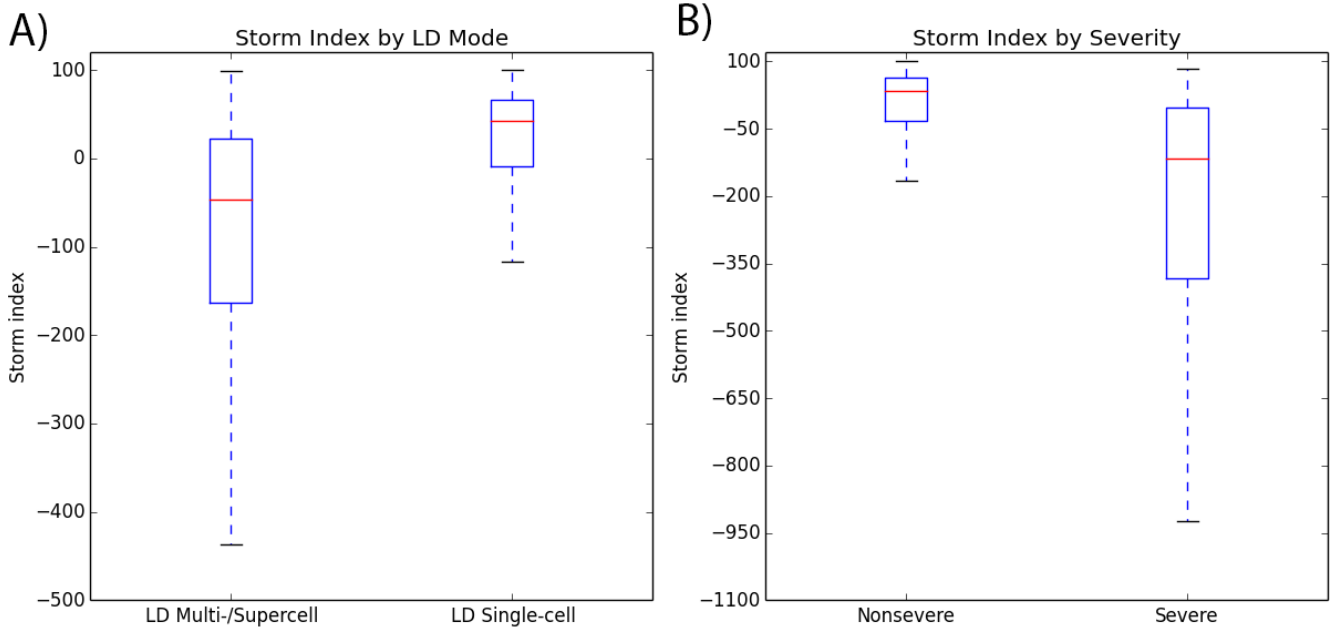 A)
Storm Index by LD Mode
100
0
−100
−200
−300
−400
−500
Storm index
LD Multi-/Supercell
LD Single-cell
B)
Storm Index by Severity
100
−50
−200
−350
−500
−650
−800
−950
−1100
Storm index
Nonsevere
Severe